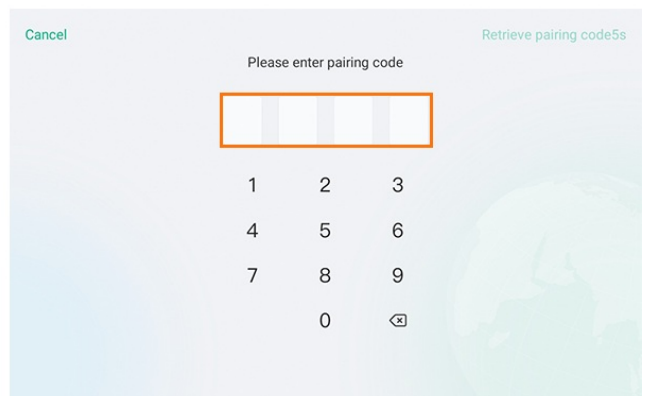 Cancel
Retrieve pairing code5s
Please enter pairing code
1 2 3
4 5 6
7 8 9
0